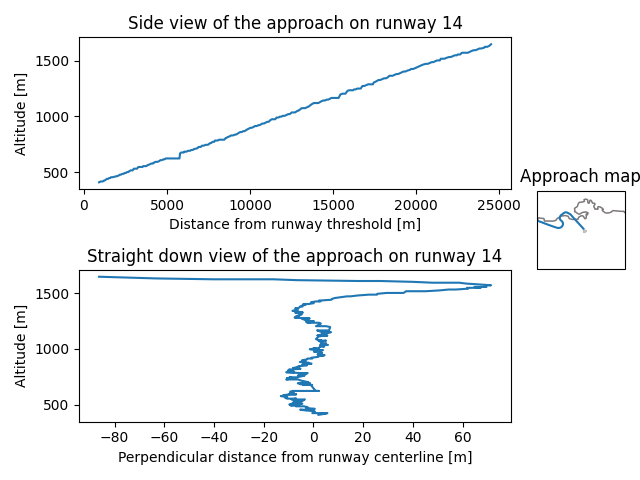 Side view of the approach on runway 14
Altitude [m]
1500
1000
500
0
5000
10000
15000
20000
25000
Distance from runway threshold [m]
Approach map
Straight down view of the approach on runway 14
Altitude [m]
1500
1000
500
−80
−60
−40
−20
0
20
40
60
Perpendicular distance from runway centerline [m]